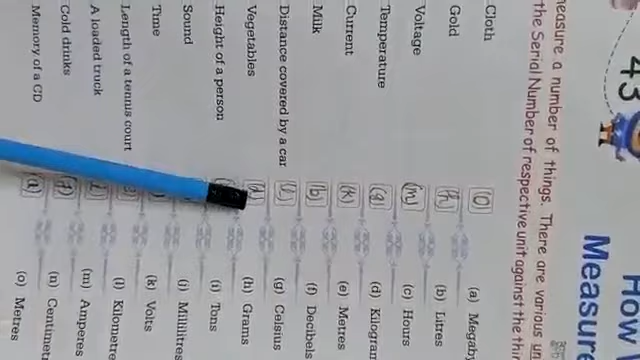 43
How
Measure
measure a number of things. There are various un
the Serial Number of respective unit against the th
Cloth (o) (a) Megaby
Gold (h) (b) Litres
Voltage (m) (c) Hours
Temperature (g) (d) Kilogram
Current (k) (e) Metres
Milk (b) (f) Decibels
Distance covered by a car (l) (g) Celsius
Vegetables (d) (h) Grams
Height of a person (i) Tons
Sound (j) Millilitres
Time (k) Volts
Length of a tennis court (l) Kilometre
A loaded truck (m) Amperes
Cold drinks (n) Centimetr
Memory of a CD (a) (o) Metres